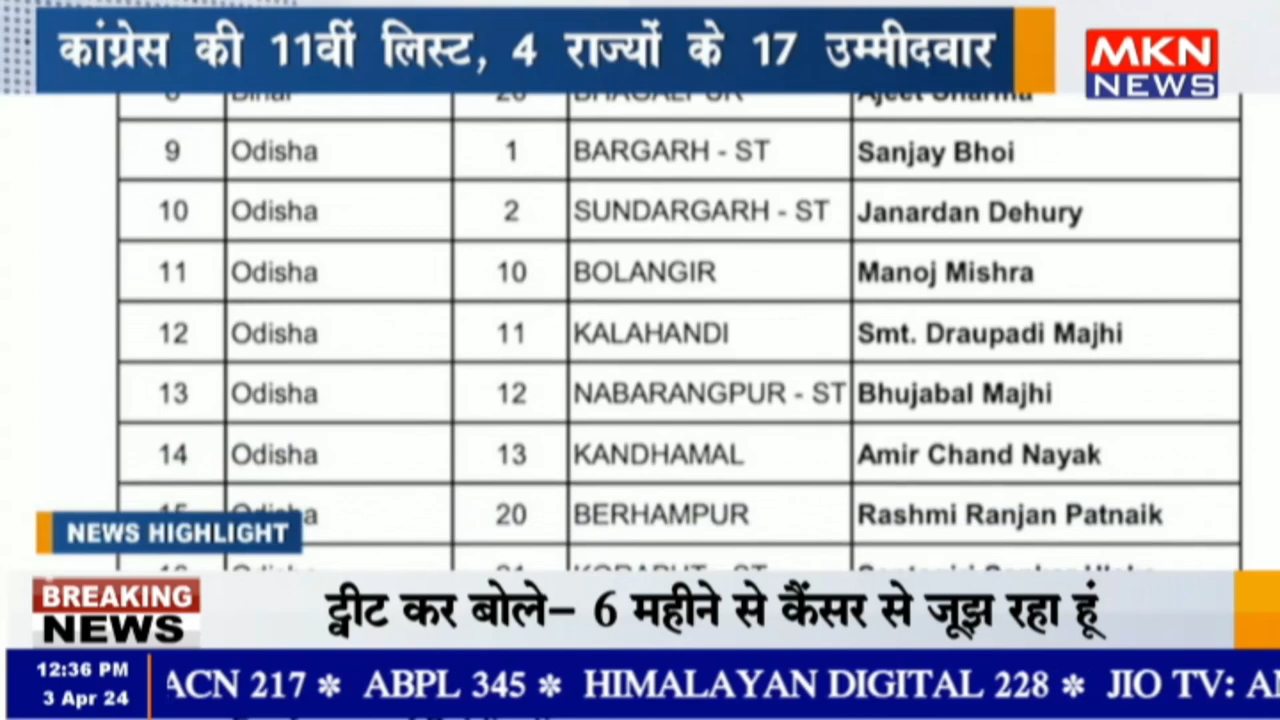 कांग्रेस की 11वीं लिस्ट, 4 राज्यों के 17 उम्मीदवार
MKN
NEWS
9 Odisha 1 BARGARH - ST Sanjay Bhoi
10 Odisha 2 SUNDARGARH - ST Janardan Dehury
11 Odisha 10 BOLANGIR Manoj Mishra
12 Odisha 11 KALAHANDI Smt. Draupadi Majhi
13 Odisha 12 NABARANGPUR - ST Bhujabal Majhi
14 Odisha 13 KANDHAMAL Amir Chand Nayak
20 BERHAMPUR Rashmi Ranjan Patnaik
NEWS HIGHLIGHT
BREAKING
NEWS
ट्वीट कर बोले– 6 महीने से कैंसर से जूझ रहा हूं
12:36 PM
3 Apr 24
ACN 217 * ABPL 345 * HIMALAYAN DIGITAL 228 * JIO TV: